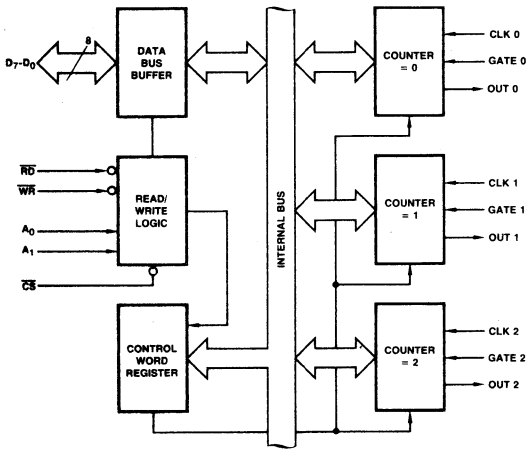 D7-D0
8
DATA
BUS
BUFFER
COUNTER
= 0
CLK 0
GATE 0
OUT 0
RD
WR
A0
A1
CS
READ/
WRITE
LOGIC
INTERNAL BUS
COUNTER
= 1
CLK 1
GATE 1
OUT 1
CONTROL
WORD
REGISTER
COUNTER
= 2
CLK 2
GATE 2
OUT 2